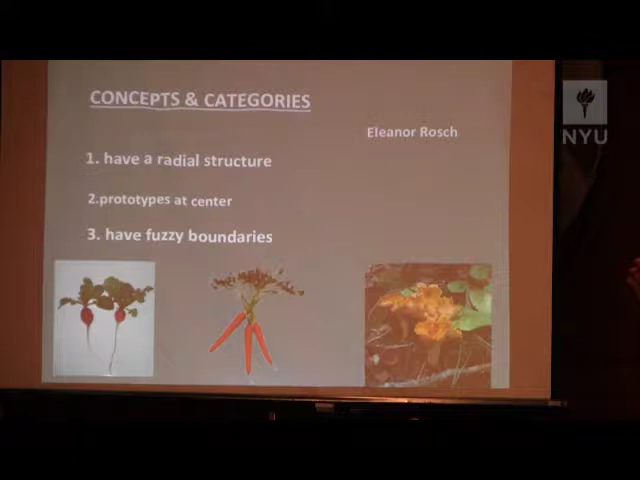 CONCEPTS & CATEGORIES
Eleanor Rosch
1. have a radial structure
2.prototypes at center
3. have fuzzy boundaries
NYU